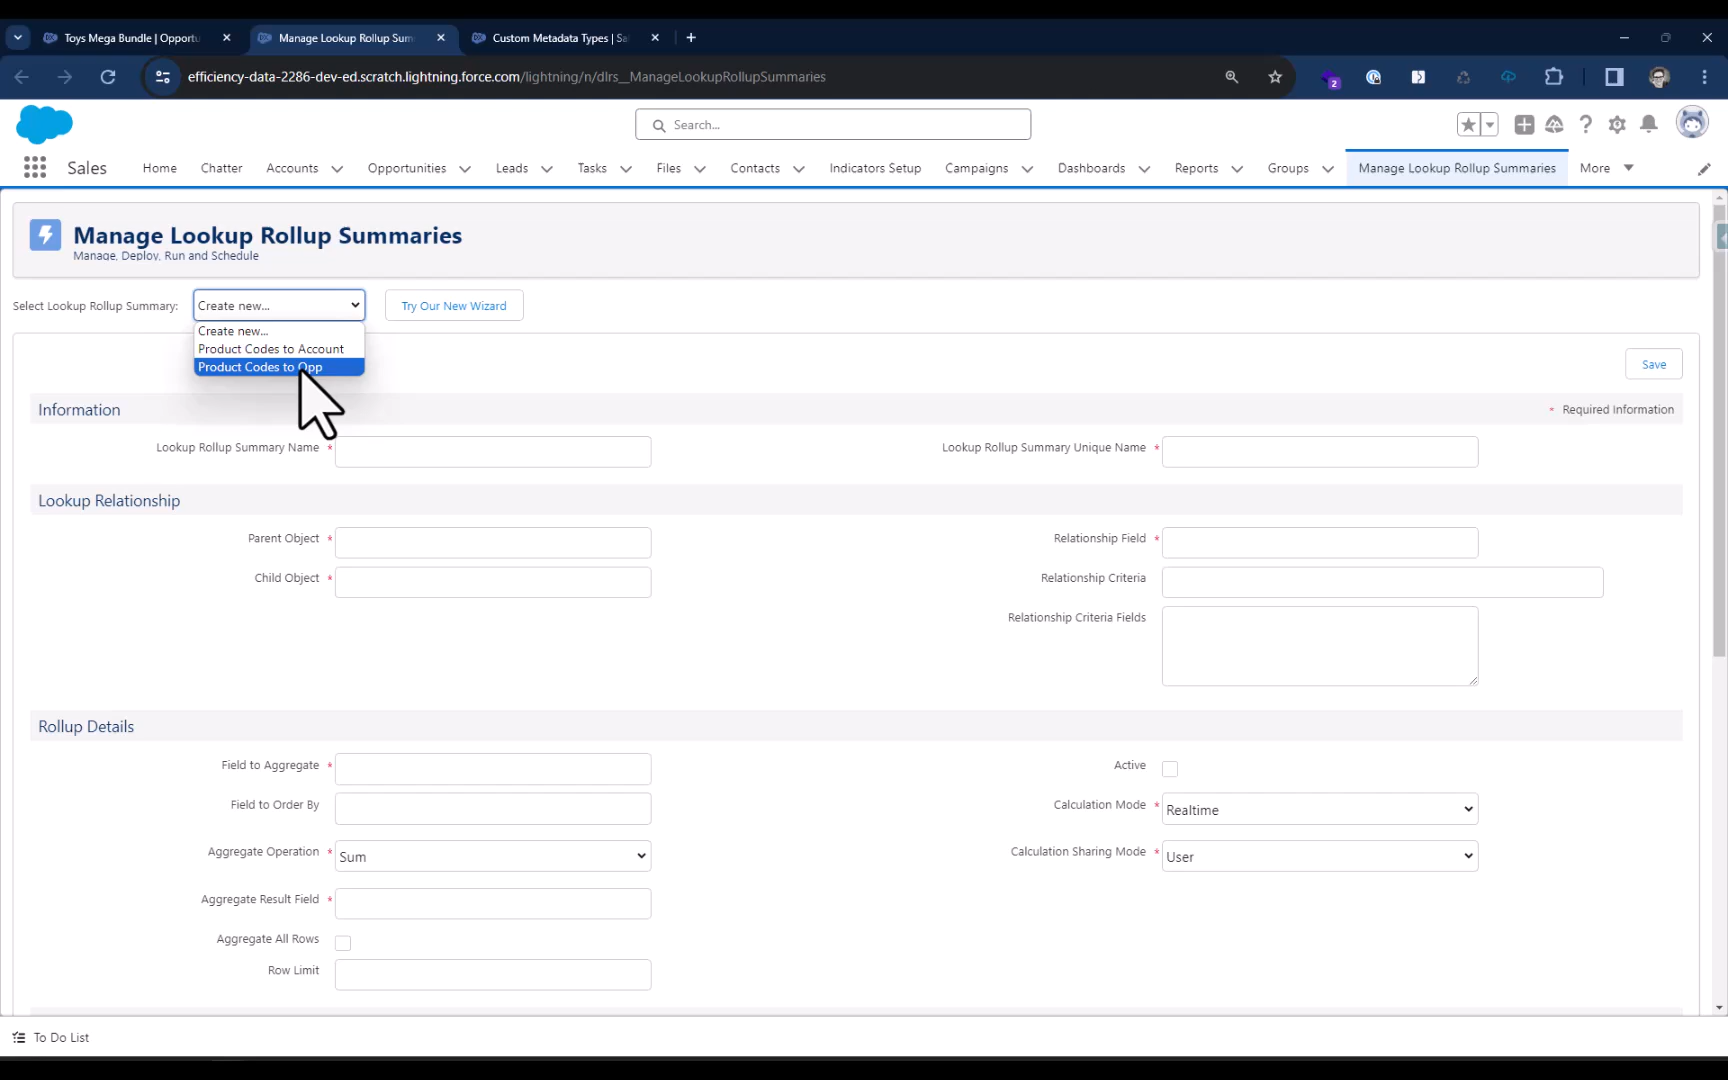 Toys Mega Bundle | Opportu
Manage Lookup Rollup Sum
Custom Metadata Types | Sa
efficiency-data-2286-dev-ed.scratch.lightning.force.com/lightning/n/dlrs__ManageLookupRollupSummaries
2
Search...
Sales
Home
Chatter
Accounts
Opportunities
Leads
Tasks
Files
Contacts
Indicators Setup
Campaigns
Dashboards
Reports
Groups
Manage Lookup Rollup Summaries
More
Manage Lookup Rollup Summaries
Manage, Deploy, Run and Schedule
Select Lookup Rollup Summary:
Create new...
Try Our New Wizard
Create new...
Product Codes to Account
Product Codes to Opp
Save
Information
* Required Information
Lookup Rollup Summary Name *
Lookup Rollup Summary Unique Name *
Lookup Relationship
Parent Object *
Relationship Field *
Child Object *
Relationship Criteria
Relationship Criteria Fields
Rollup Details
Field to Aggregate *
Active
Field to Order By
Calculation Mode *
Realtime
Aggregate Operation *
Sum
Calculation Sharing Mode *
User
Aggregate Result Field *
Aggregate All Rows
Row Limit
To Do List